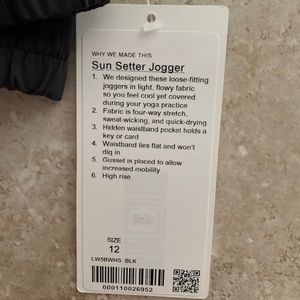 WHY WE MADE THIS
Sun Setter Jogger
1. We designed these loose-fitting
joggers in light, flowy fabric
so you feel cool yet covered
during your yoga practice
2. Fabric is four-way stretch,
sweat-wicking, and quick-drying
3. Hidden waistband pocket holds a
key or card
4. Waistband lies flat and won't
dig in
5. Gusset is placed to allow
increased mobility
6. High rise
SIZE
12
LW5BWHS BLK
000110026952